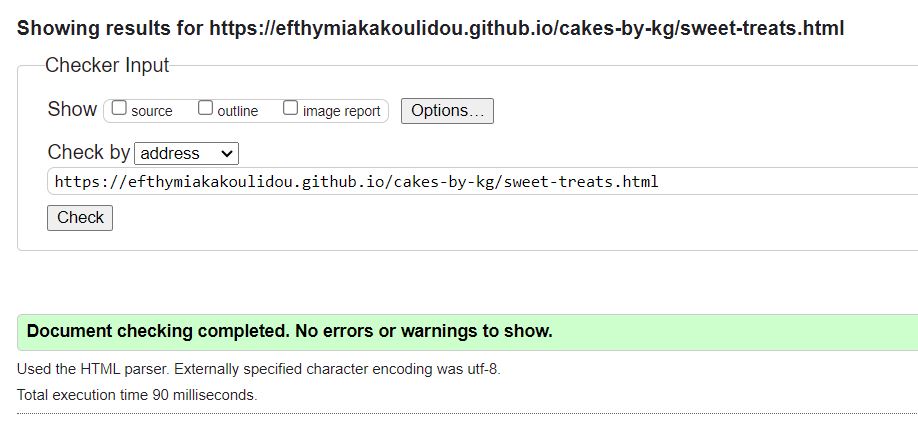 Showing results for https://efthymiakakoulidou.github.io/cakes-by-kg/sweet-treats.html
Checker Input
Show source outline image report Options...
Check by address
https://efthymiakakoulidou.github.io/cakes-by-kg/sweet-treats.html
Check
Document checking completed. No errors or warnings to show.
Used the HTML parser. Externally specified character encoding was utf-8.
Total execution time 90 milliseconds.